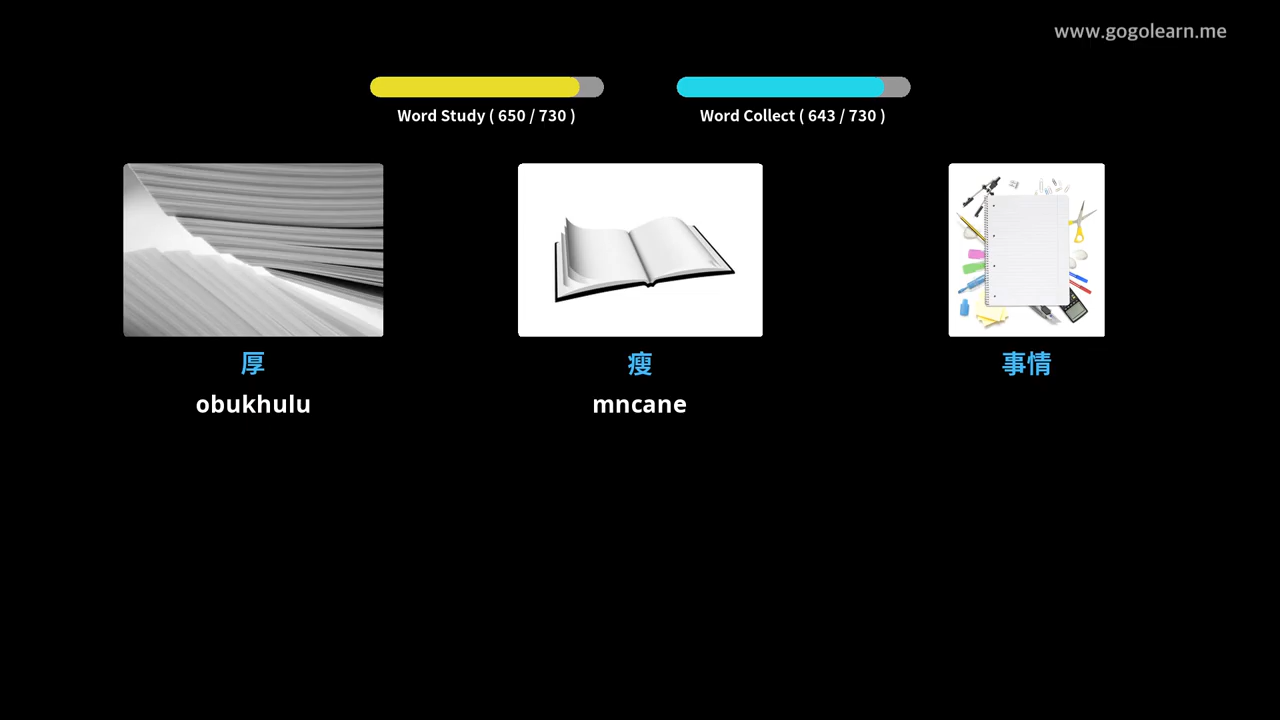 www.gogolearn.me
Word Study ( 650 / 730 )
Word Collect ( 643 / 730 )
厚
瘦
事情
obukhulu
mncane